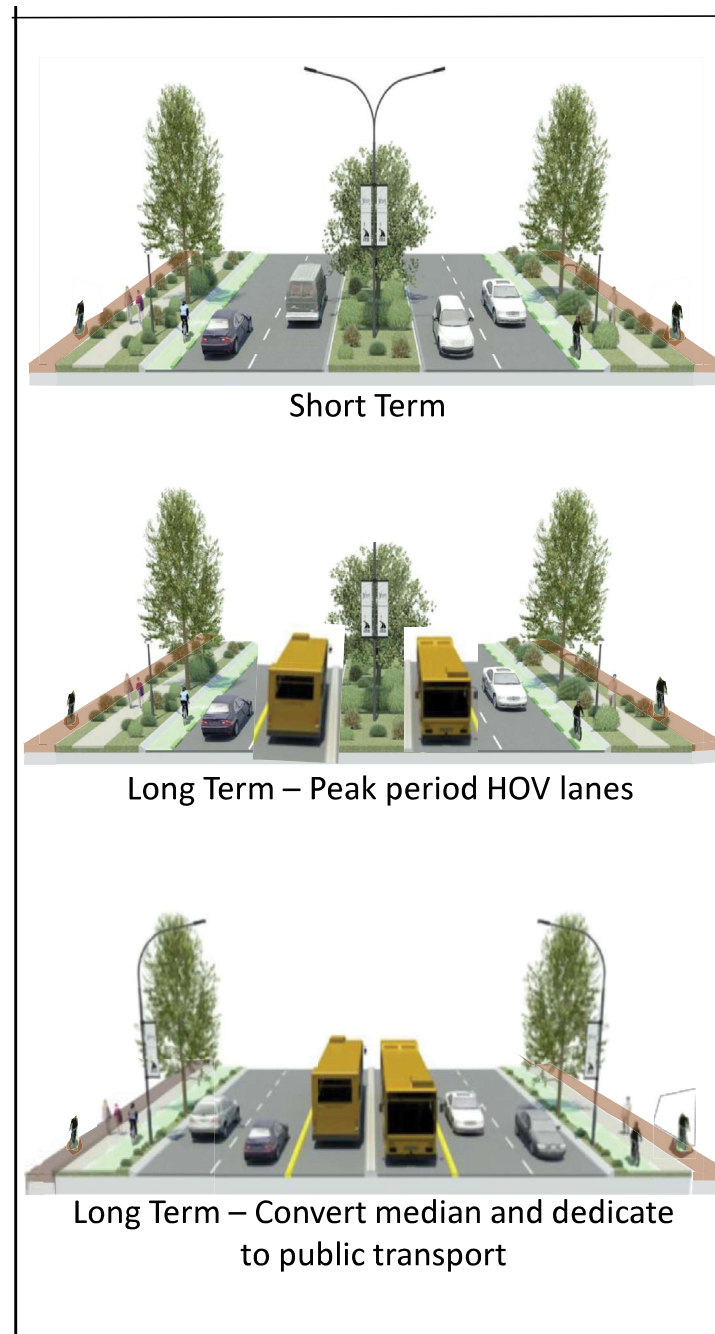 Short Term
Long Term – Peak period HOV lanes
Long Term – Convert median and dedicate
to public transport